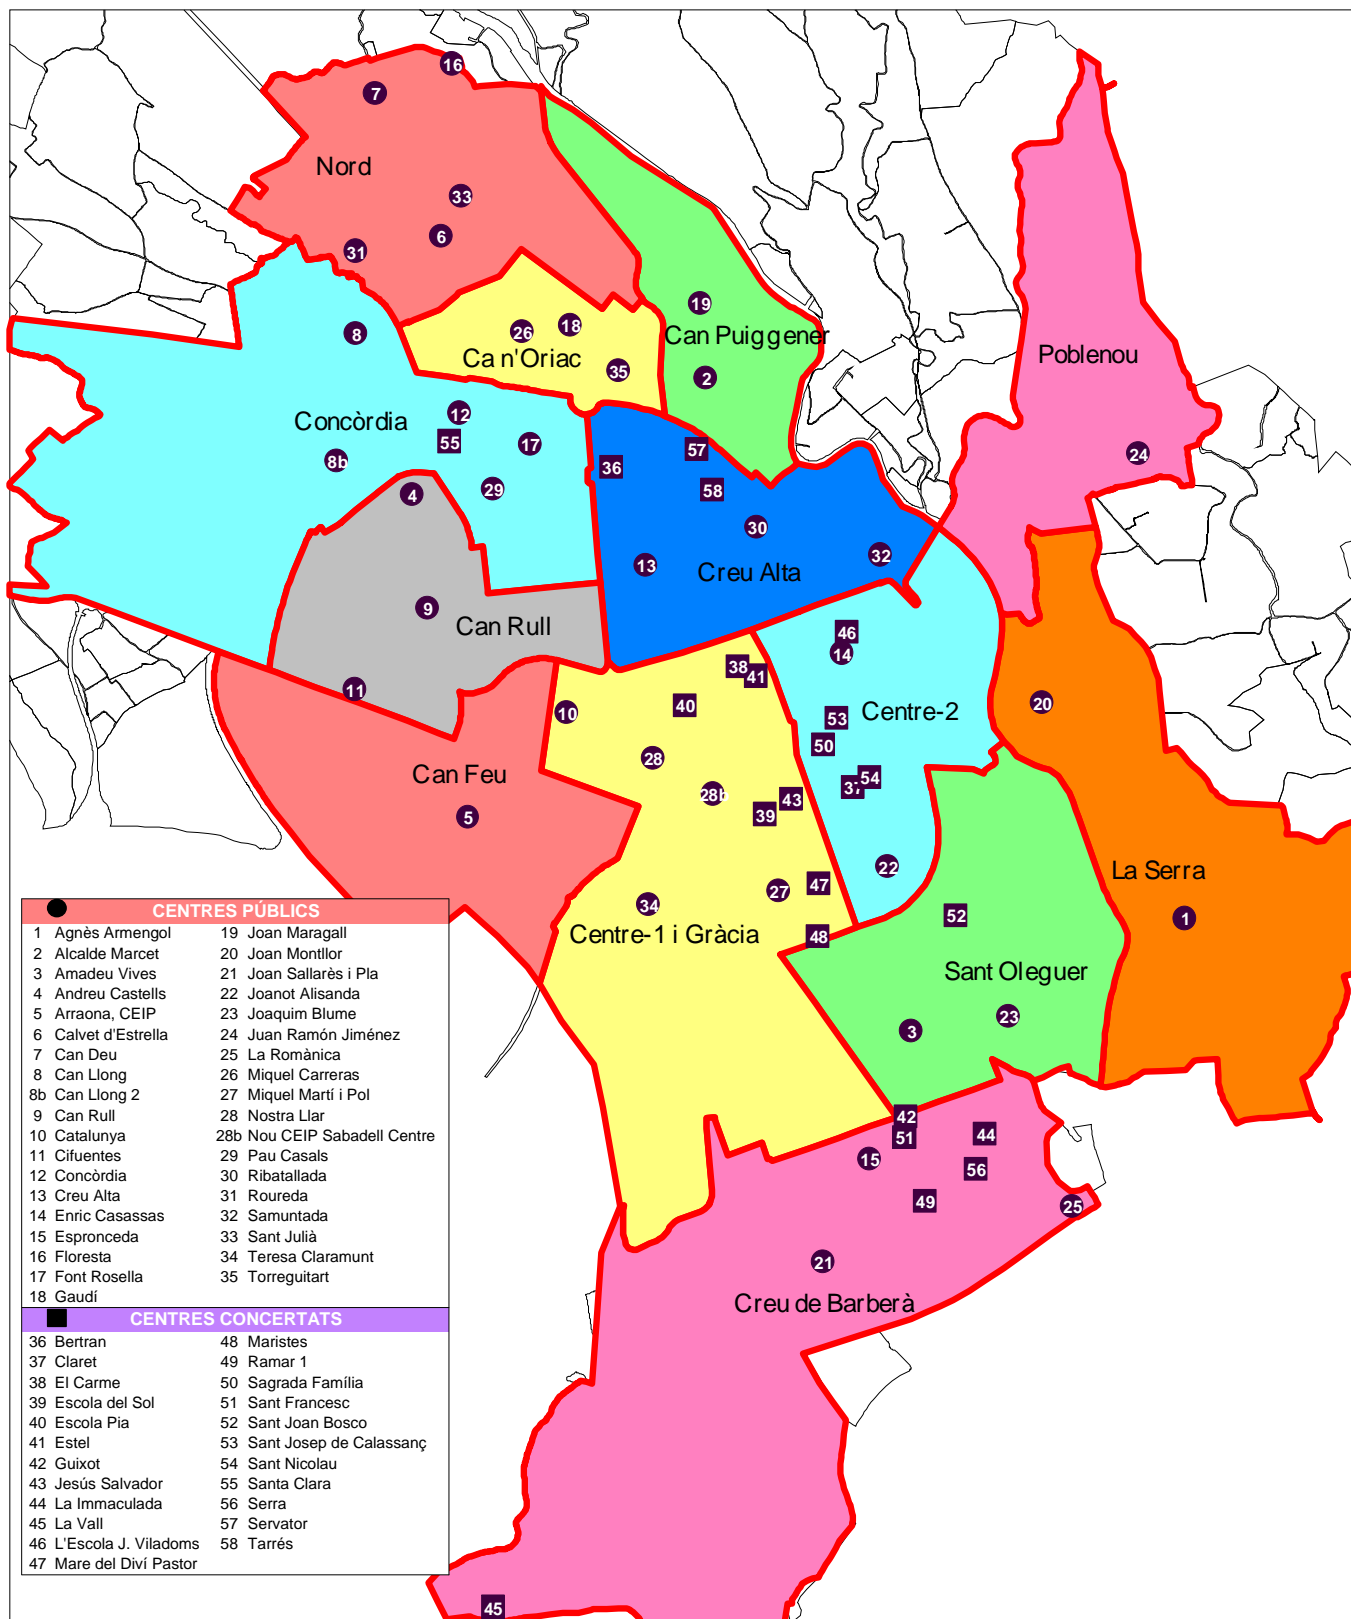 16
7
Nord
33
6
31
19
8
26
18
Can Puiggener
Ca n'Oriac
Poblenou
35
2
12
Concòrdia
55
17
57
24
8b
36
4
29
58
30
13
32
Creu Alta
9
Can Rull
46
14
38
41
11
20
10
40
Centre-2
53
50
28
Can Feu
54
37
28b
43
39
5
22
La Serra
27
47
34
52
1
Centre-1 i Gràcia
48
Sant Oleguer
23
3
42
51
44
15
56
49
25
21
Creu de Barberà
45
CENTRES PÚBLICS
1 Agnès Armengol
2 Alcalde Marcet
3 Amadeu Vives
4 Andreu Castells
5 Arraona, CEIP
6 Calvet d'Estrella
7 Can Deu
8 Can Llong
8b Can Llong 2
9 Can Rull
10 Catalunya
11 Cifuentes
12 Concòrdia
13 Creu Alta
14 Enric Casassas
15 Espronceda
16 Floresta
17 Font Rosella
18 Gaudí
19 Joan Maragall
20 Joan Montllor
21 Joan Sallarès i Pla
22 Joanot Alisanda
23 Joaquim Blume
24 Juan Ramón Jiménez
25 La Romànica
26 Miquel Carreras
27 Miquel Martí i Pol
28 Nostra Llar
28b Nou CEIP Sabadell Centre
29 Pau Casals
30 Ribatallada
31 Roureda
32 Samuntada
33 Sant Julià
34 Teresa Claramunt
35 Torreguitart
CENTRES CONCERTATS
36 Bertran
37 Claret
38 El Carme
39 Escola del Sol
40 Escola Pia
41 Estel
42 Guixot
43 Jesús Salvador
44 La Immaculada
45 La Vall
46 L'Escola J. Viladoms
47 Mare del Diví Pastor
48 Maristes
49 Ramar 1
50 Sagrada Família
51 Sant Francesc
52 Sant Joan Bosco
53 Sant Josep de Calassanç
54 Sant Nicolau
55 Santa Clara
56 Serra
57 Servator
58 Tarrés